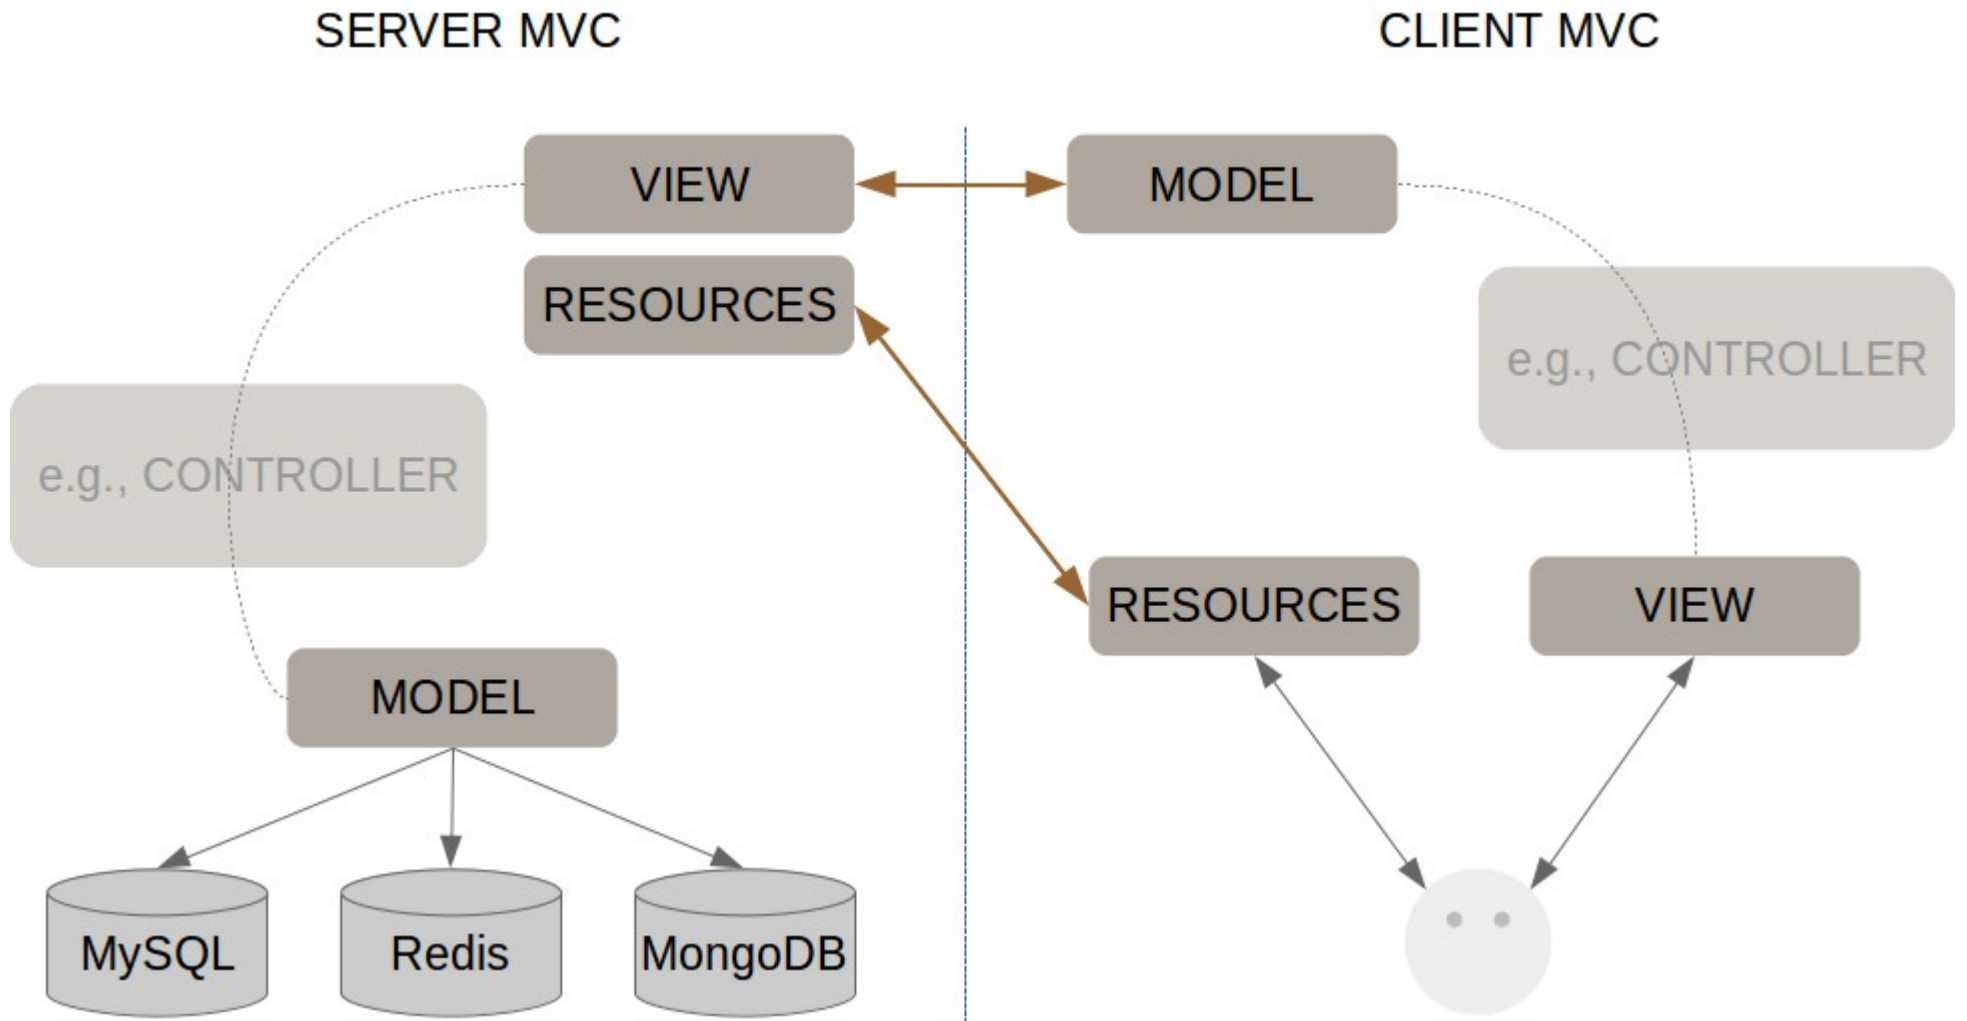 SERVER MVC
CLIENT MVC
VIEW
MODEL
RESOURCES
e.g., CONTROLLER
e.g., CONTROLLER
RESOURCES
VIEW
MODEL
MySQL
Redis
MongoDB